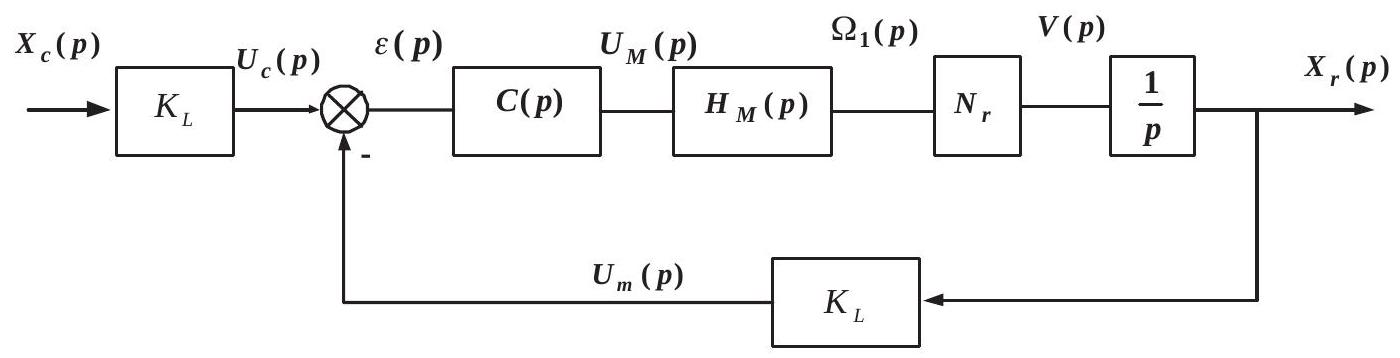 X_c(p)
U_c(p)
ε(p)
U_M(p)
Ω_1(p)
V(p)
X_r(p)
K_L
C(p)
H_M(p)
N_r
1
p
-
U_m(p)
K_L